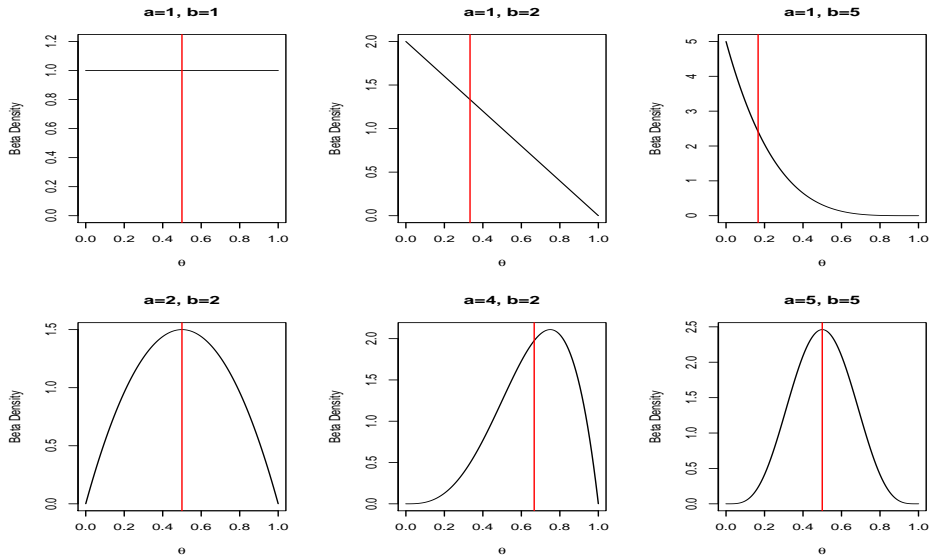 a=1, b=1
Beta Density
0.0 0.2 0.4 0.6 0.8 1.0 1.2
0.0 0.2 0.4 0.6 0.8 1.0
θ
a=1, b=2
Beta Density
0.0 0.5 1.0 1.5 2.0
0.0 0.2 0.4 0.6 0.8 1.0
θ
a=1, b=5
Beta Density
0 1 2 3 4 5
0.0 0.2 0.4 0.6 0.8 1.0
θ
a=2, b=2
Beta Density
0.0 0.5 1.0 1.5
0.0 0.2 0.4 0.6 0.8 1.0
θ
a=4, b=2
Beta Density
0.0 0.5 1.0 1.5 2.0
0.0 0.2 0.4 0.6 0.8 1.0
θ
a=5, b=5
Beta Density
0.0 0.5 1.0 1.5 2.0 2.5
0.0 0.2 0.4 0.6 0.8 1.0
θ